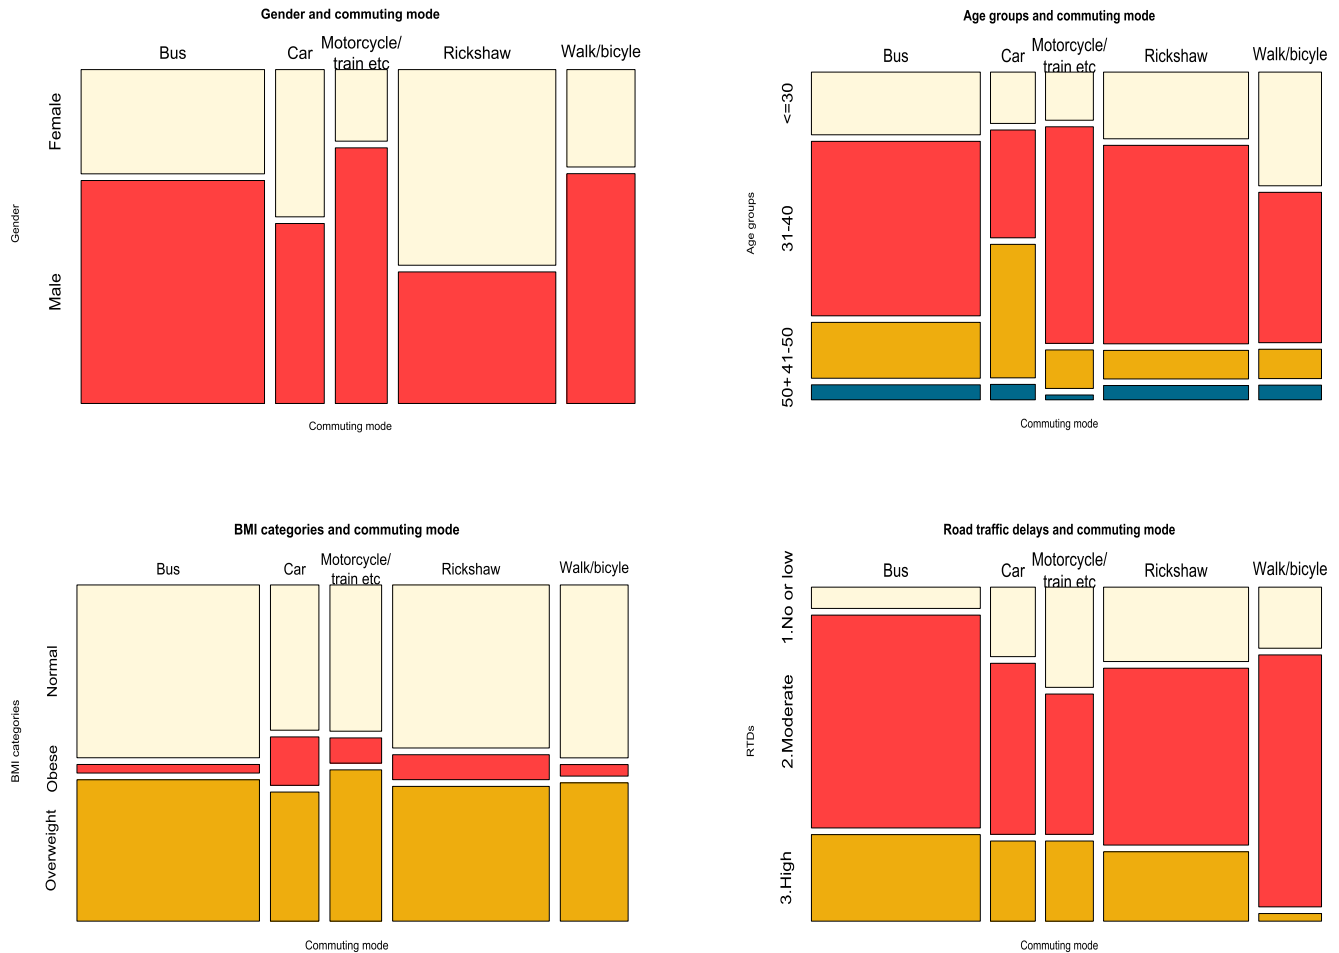 Gender and commuting mode
Bus
Car
Motorcycle/
train etc
Rickshaw
Walk/bicyle
Female
Male
Gender
Commuting mode
Age groups and commuting mode
Bus
Car
Motorcycle/
train etc
Rickshaw
Walk/bicyle
<=30
31-40
41-50
50+
Age groups
Commuting mode
BMI categories and commuting mode
Bus
Car
Motorcycle/
train etc
Rickshaw
Walk/bicyle
Normal
Obese
Overweight
BMI categories
Commuting mode
Road traffic delays and commuting mode
Bus
Car
Motorcycle/
train etc
Rickshaw
Walk/bicyle
1.No or low
2.Moderate
3.High
RTDs
Commuting mode